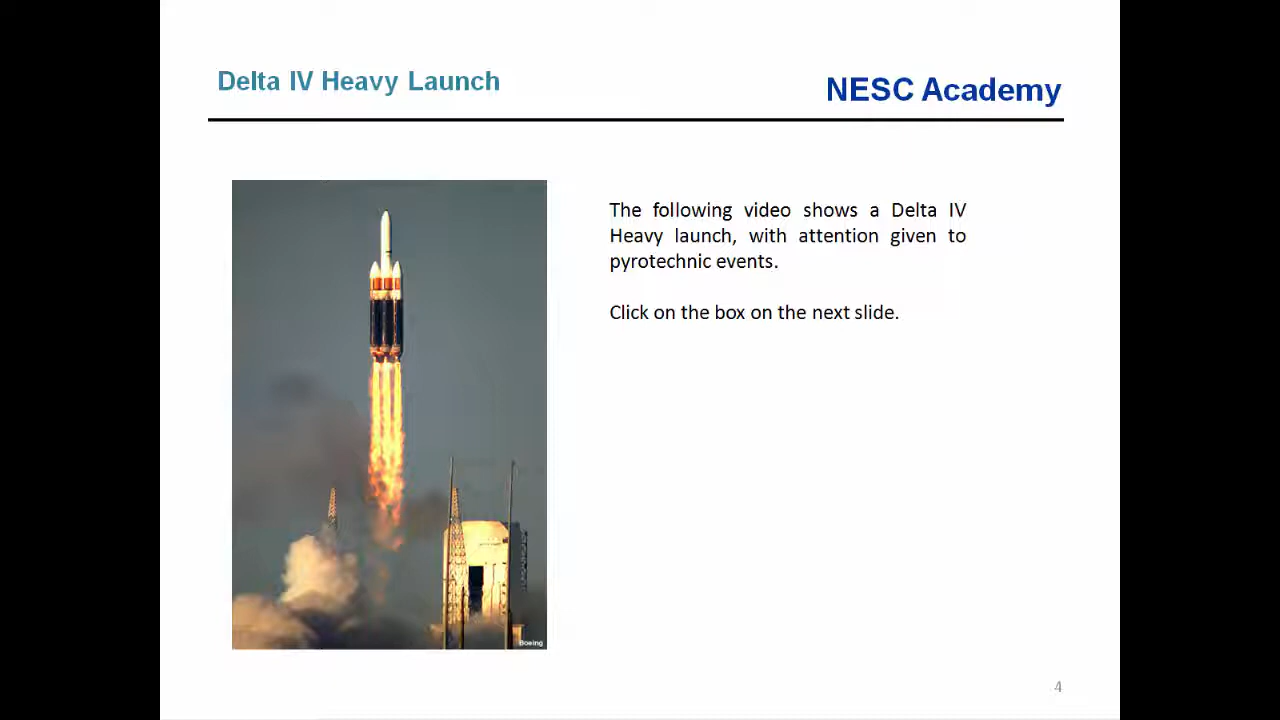 Delta IV Heavy Launch
NESC Academy
The following video shows a Delta IV
Heavy launch, with attention given to
pyrotechnic events.
Click on the box on the next slide.
Boeing
4